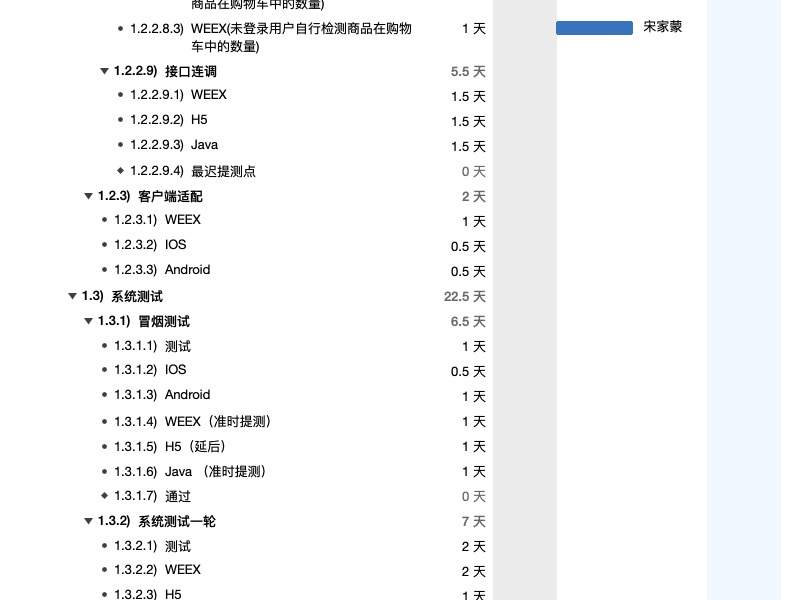 商品在购物车中的数量)
1.2.2.8.3) WEEX(未登录用户自行检测商品在购物 1 天 宋家蒙
车中的数量)
1.2.2.9) 接口连调 5.5 天
1.2.2.9.1) WEEX 1.5 天
1.2.2.9.2) H5 1.5 天
1.2.2.9.3) Java 1.5 天
1.2.2.9.4) 最迟提测点 0 天
1.2.3) 客户端适配 2 天
1.2.3.1) WEEX 1 天
1.2.3.2) IOS 0.5 天
1.2.3.3) Android 0.5 天
1.3) 系统测试 22.5 天
1.3.1) 冒烟测试 6.5 天
1.3.1.1) 测试 1 天
1.3.1.2) IOS 0.5 天
1.3.1.3) Android 1 天
1.3.1.4) WEEX（准时提测） 1 天
1.3.1.5) H5（延后） 1 天
1.3.1.6) Java （准时提测） 1 天
1.3.1.7) 通过 0 天
1.3.2) 系统测试一轮 7 天
1.3.2.1) 测试 2 天
1.3.2.2) WEEX 2 天
1.3.2.3) H5 1 天